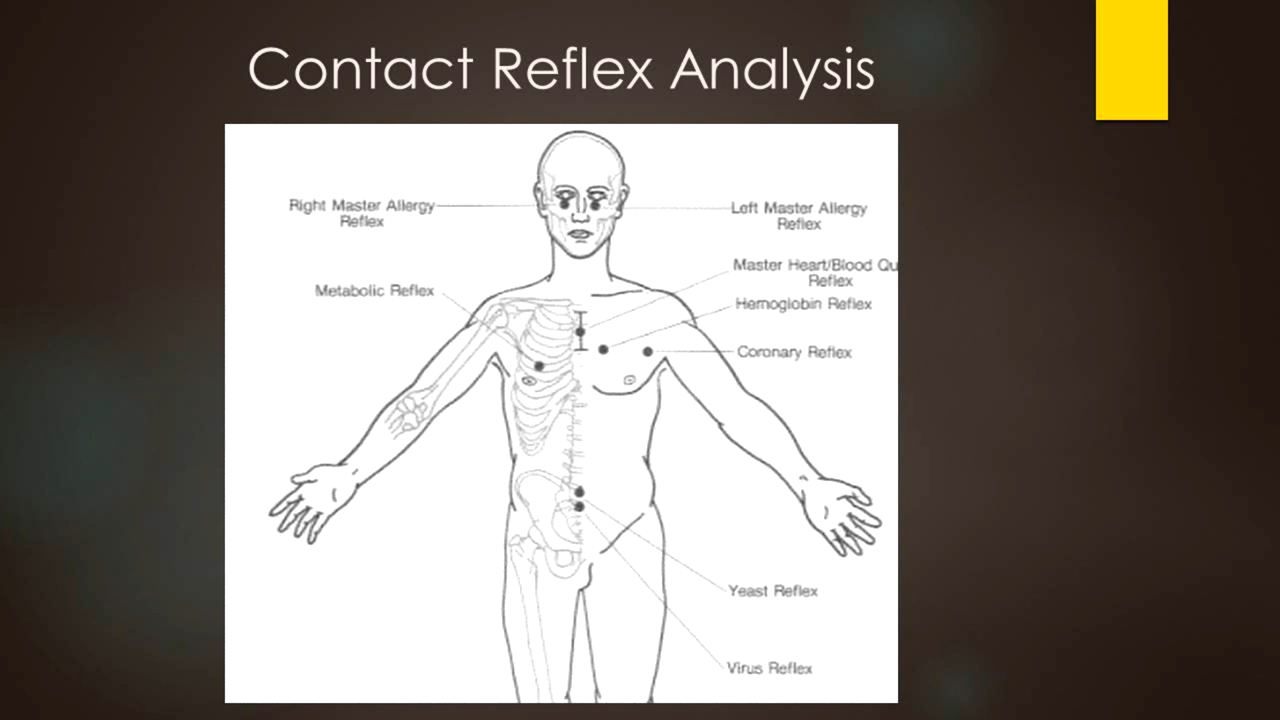 Contact Reflex Analysis
Right Master Allergy
Reflex
Left Master Allergy
Reflex
Master Heart/Blood Qu
Reflex
Metabolic Reflex
Hemoglobin Reflex
Coronary Reflex
Yeast Reflex
Virus Reflex